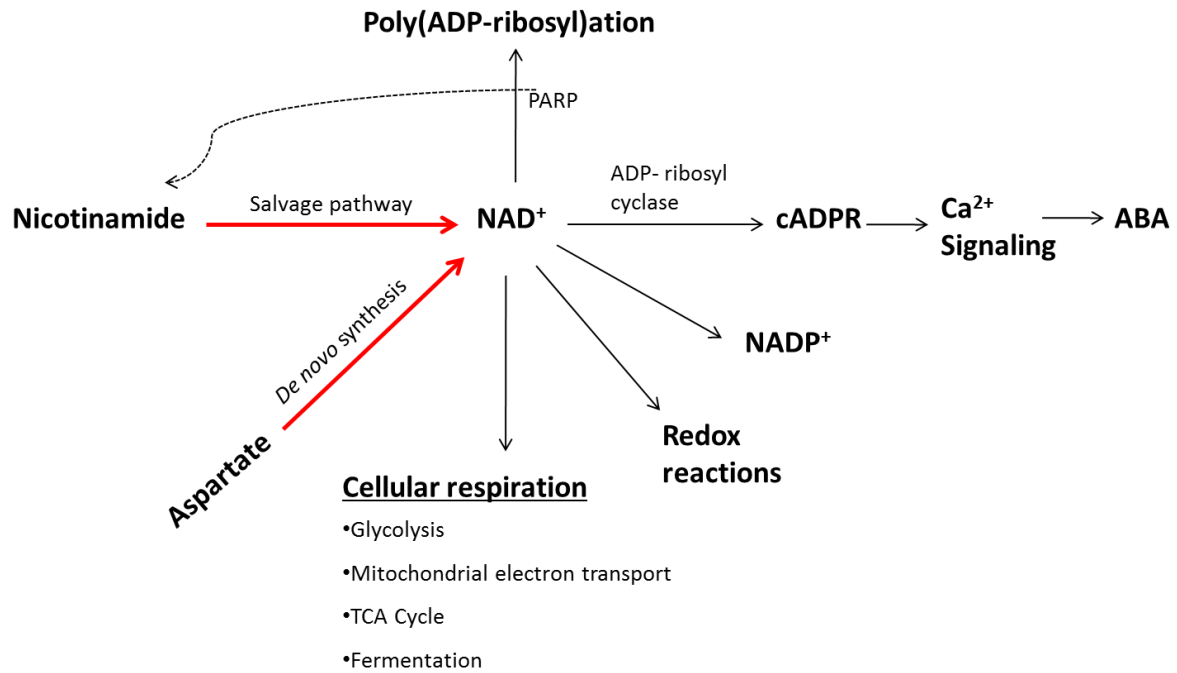 Poly(ADP-ribosyl)ation
PARP
ADP- ribosyl
cyclase
Salvage pathway
Nicotinamide
NAD⁺
cADPR
Ca²⁺
Signaling
ABA
De novo synthesis
NADP⁺
Aspartate
Redox
reactions
Cellular respiration
•Glycolysis
•Mitochondrial electron transport
•TCA Cycle
•Fermentation